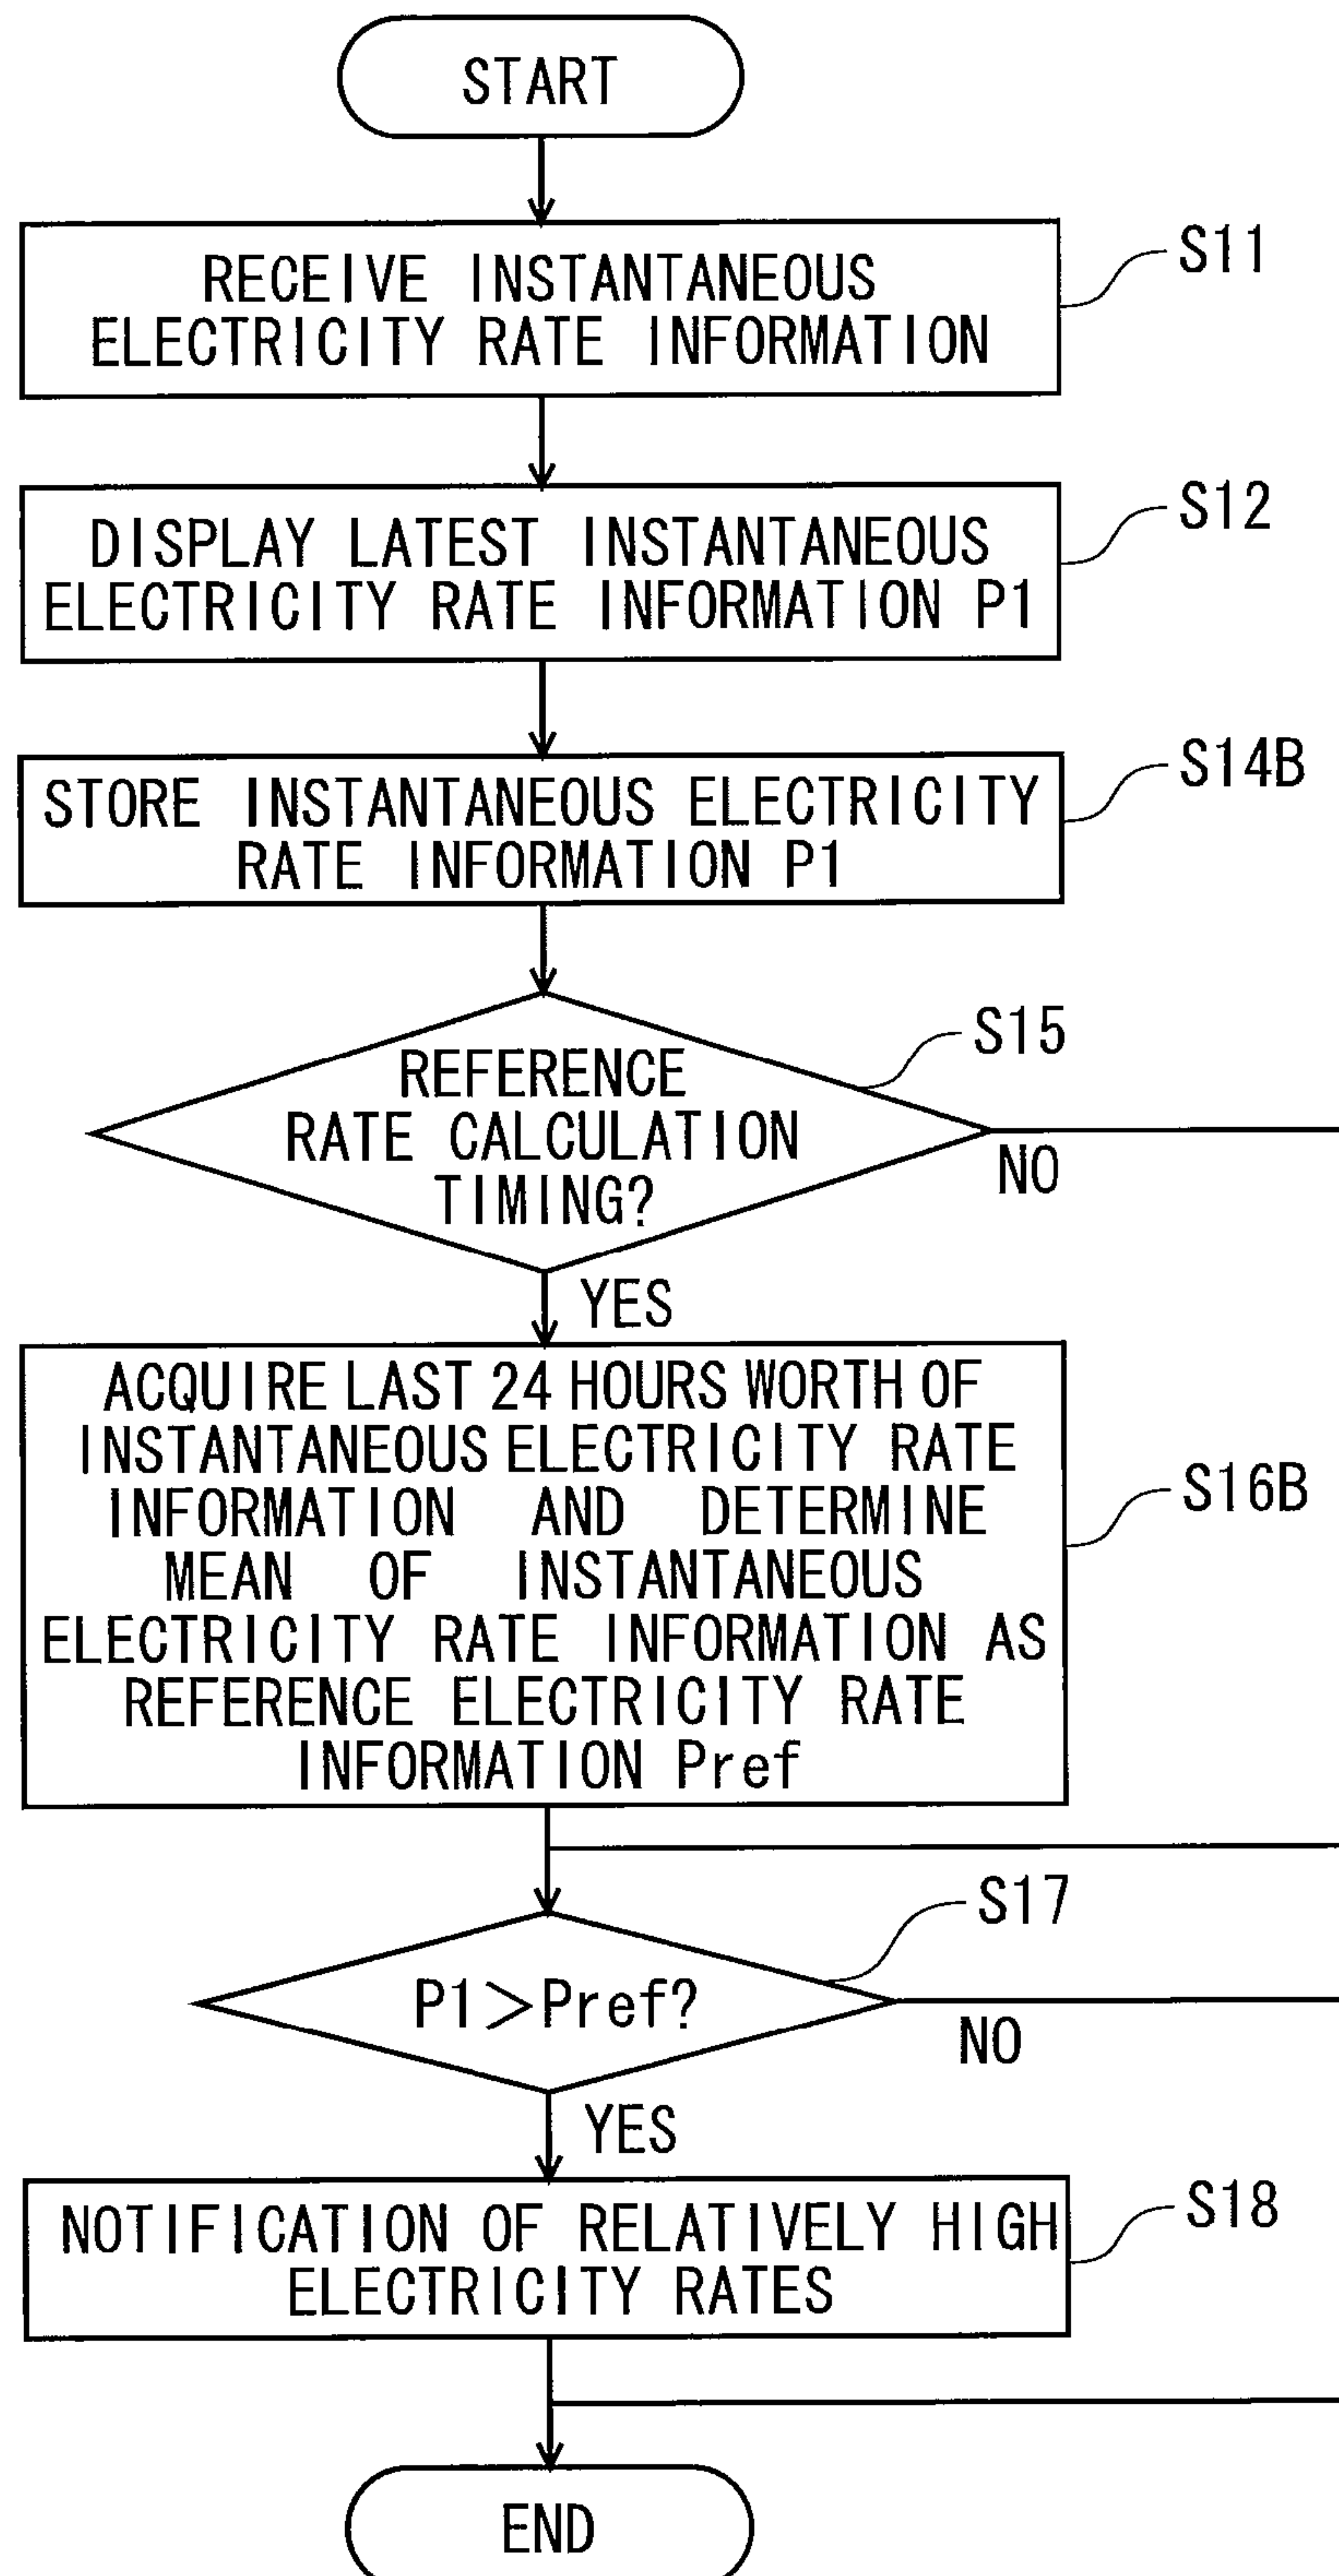 START
RECEIVE INSTANTANEOUS
ELECTRICITY RATE INFORMATION
S11
DISPLAY LATEST INSTANTANEOUS
ELECTRICITY RATE INFORMATION P1
S12
STORE INSTANTANEOUS ELECTRICITY
RATE INFORMATION P1
S14B
REFERENCE
RATE CALCULATION
TIMING?
S15
NO
YES
ACQUIRE LAST 24 HOURS WORTH OF
INSTANTANEOUS ELECTRICITY RATE
INFORMATION AND DETERMINE
MEAN OF INSTANTANEOUS
ELECTRICITY RATE INFORMATION AS
REFERENCE ELECTRICITY RATE
INFORMATION Pref
S16B
P1>Pref?
S17
NO
YES
NOTIFICATION OF RELATIVELY HIGH
ELECTRICITY RATES
S18
END